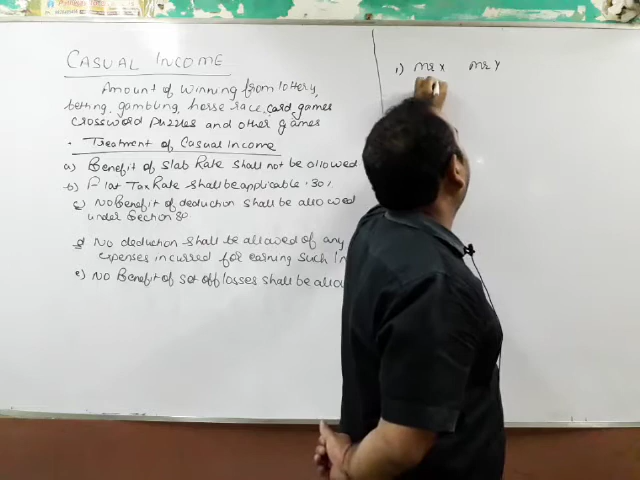 CASUAL INCOME
Amount of winning from lottery,
betting, gambling, horse race, card games
crossword puzzles and other games
• Treatment of Casual Income
a) Benefit of slab Rate shall not be allowed
b) Flat Tax Rate shall be applicable · 30%
c) NO Benefit of deduction shall be allowed
under Section 80
d) NO deduction shall be allowed of any
expenses incurred for earning such In
e) NO Benefit of set off losses shall be allow
1) Mr X Mr Y